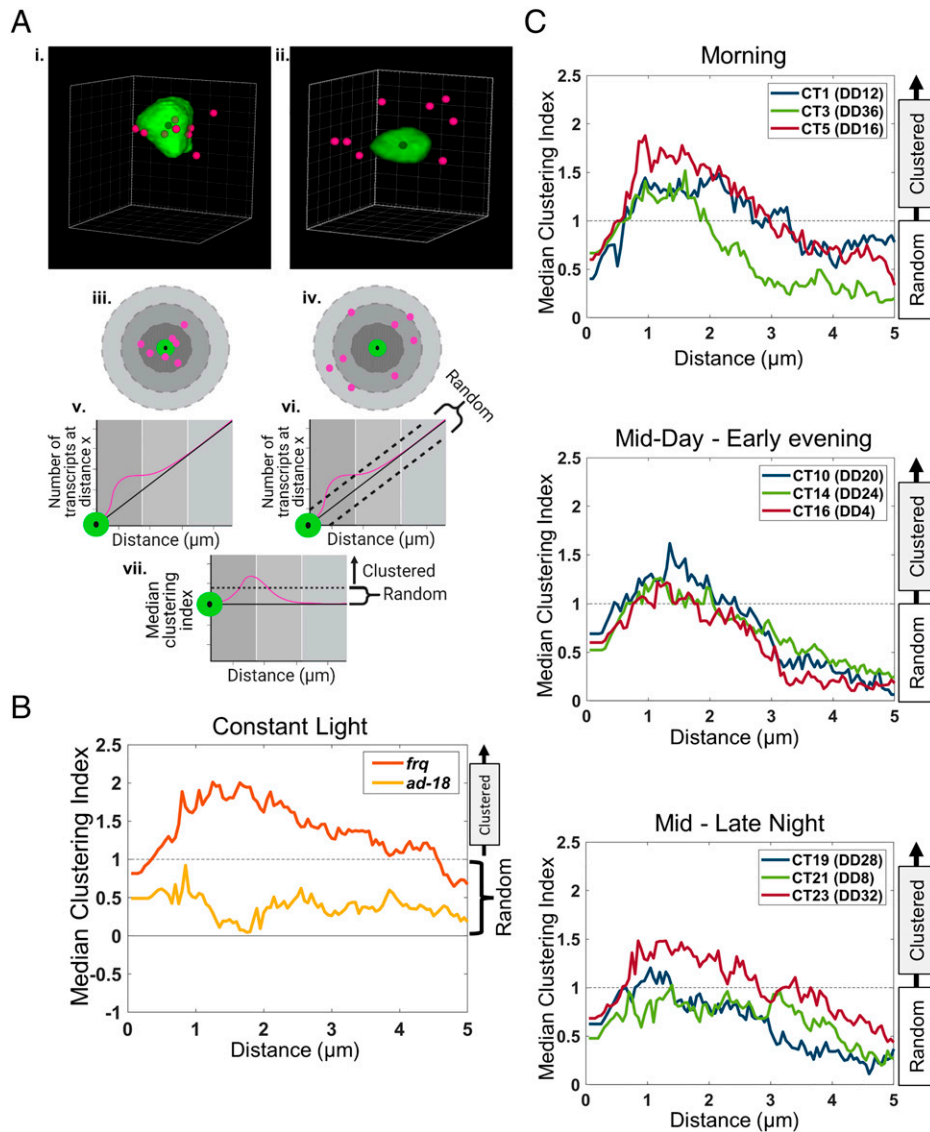 A
i.
ii.
iii.
iv.
v.
Number of
transcripts at
distance x
Distance (µm)
vi.
Number of
transcripts at
distance x
Distance (µm)
Random
vii.
Median
clustering
index
Distance (µm)
Clustered
Random
B
Constant Light
Median Clustering Index
2.5
2
1.5
1
0.5
0
-0.5
-1
0
1
2
3
4
5
Distance (µm)
frq
ad-18
Clustered
Random
C
Morning
Median Clustering Index
2.5
2
1.5
1
0.5
0
0
1
2
3
4
5
Distance (µm)
CT1 (DD12)
CT3 (DD36)
CT5 (DD16)
Clustered
Random
Mid-Day - Early evening
Median Clustering Index
2.5
2
1.5
1
0.5
0
0
1
2
3
4
5
Distance (µm)
CT10 (DD20)
CT14 (DD24)
CT16 (DD4)
Clustered
Random
Mid - Late Night
Median Clustering Index
2.5
2
1.5
1
0.5
0
0
1
2
3
4
5
Distance (µm)
CT19 (DD28)
CT21 (DD8)
CT23 (DD32)
Clustered
Random